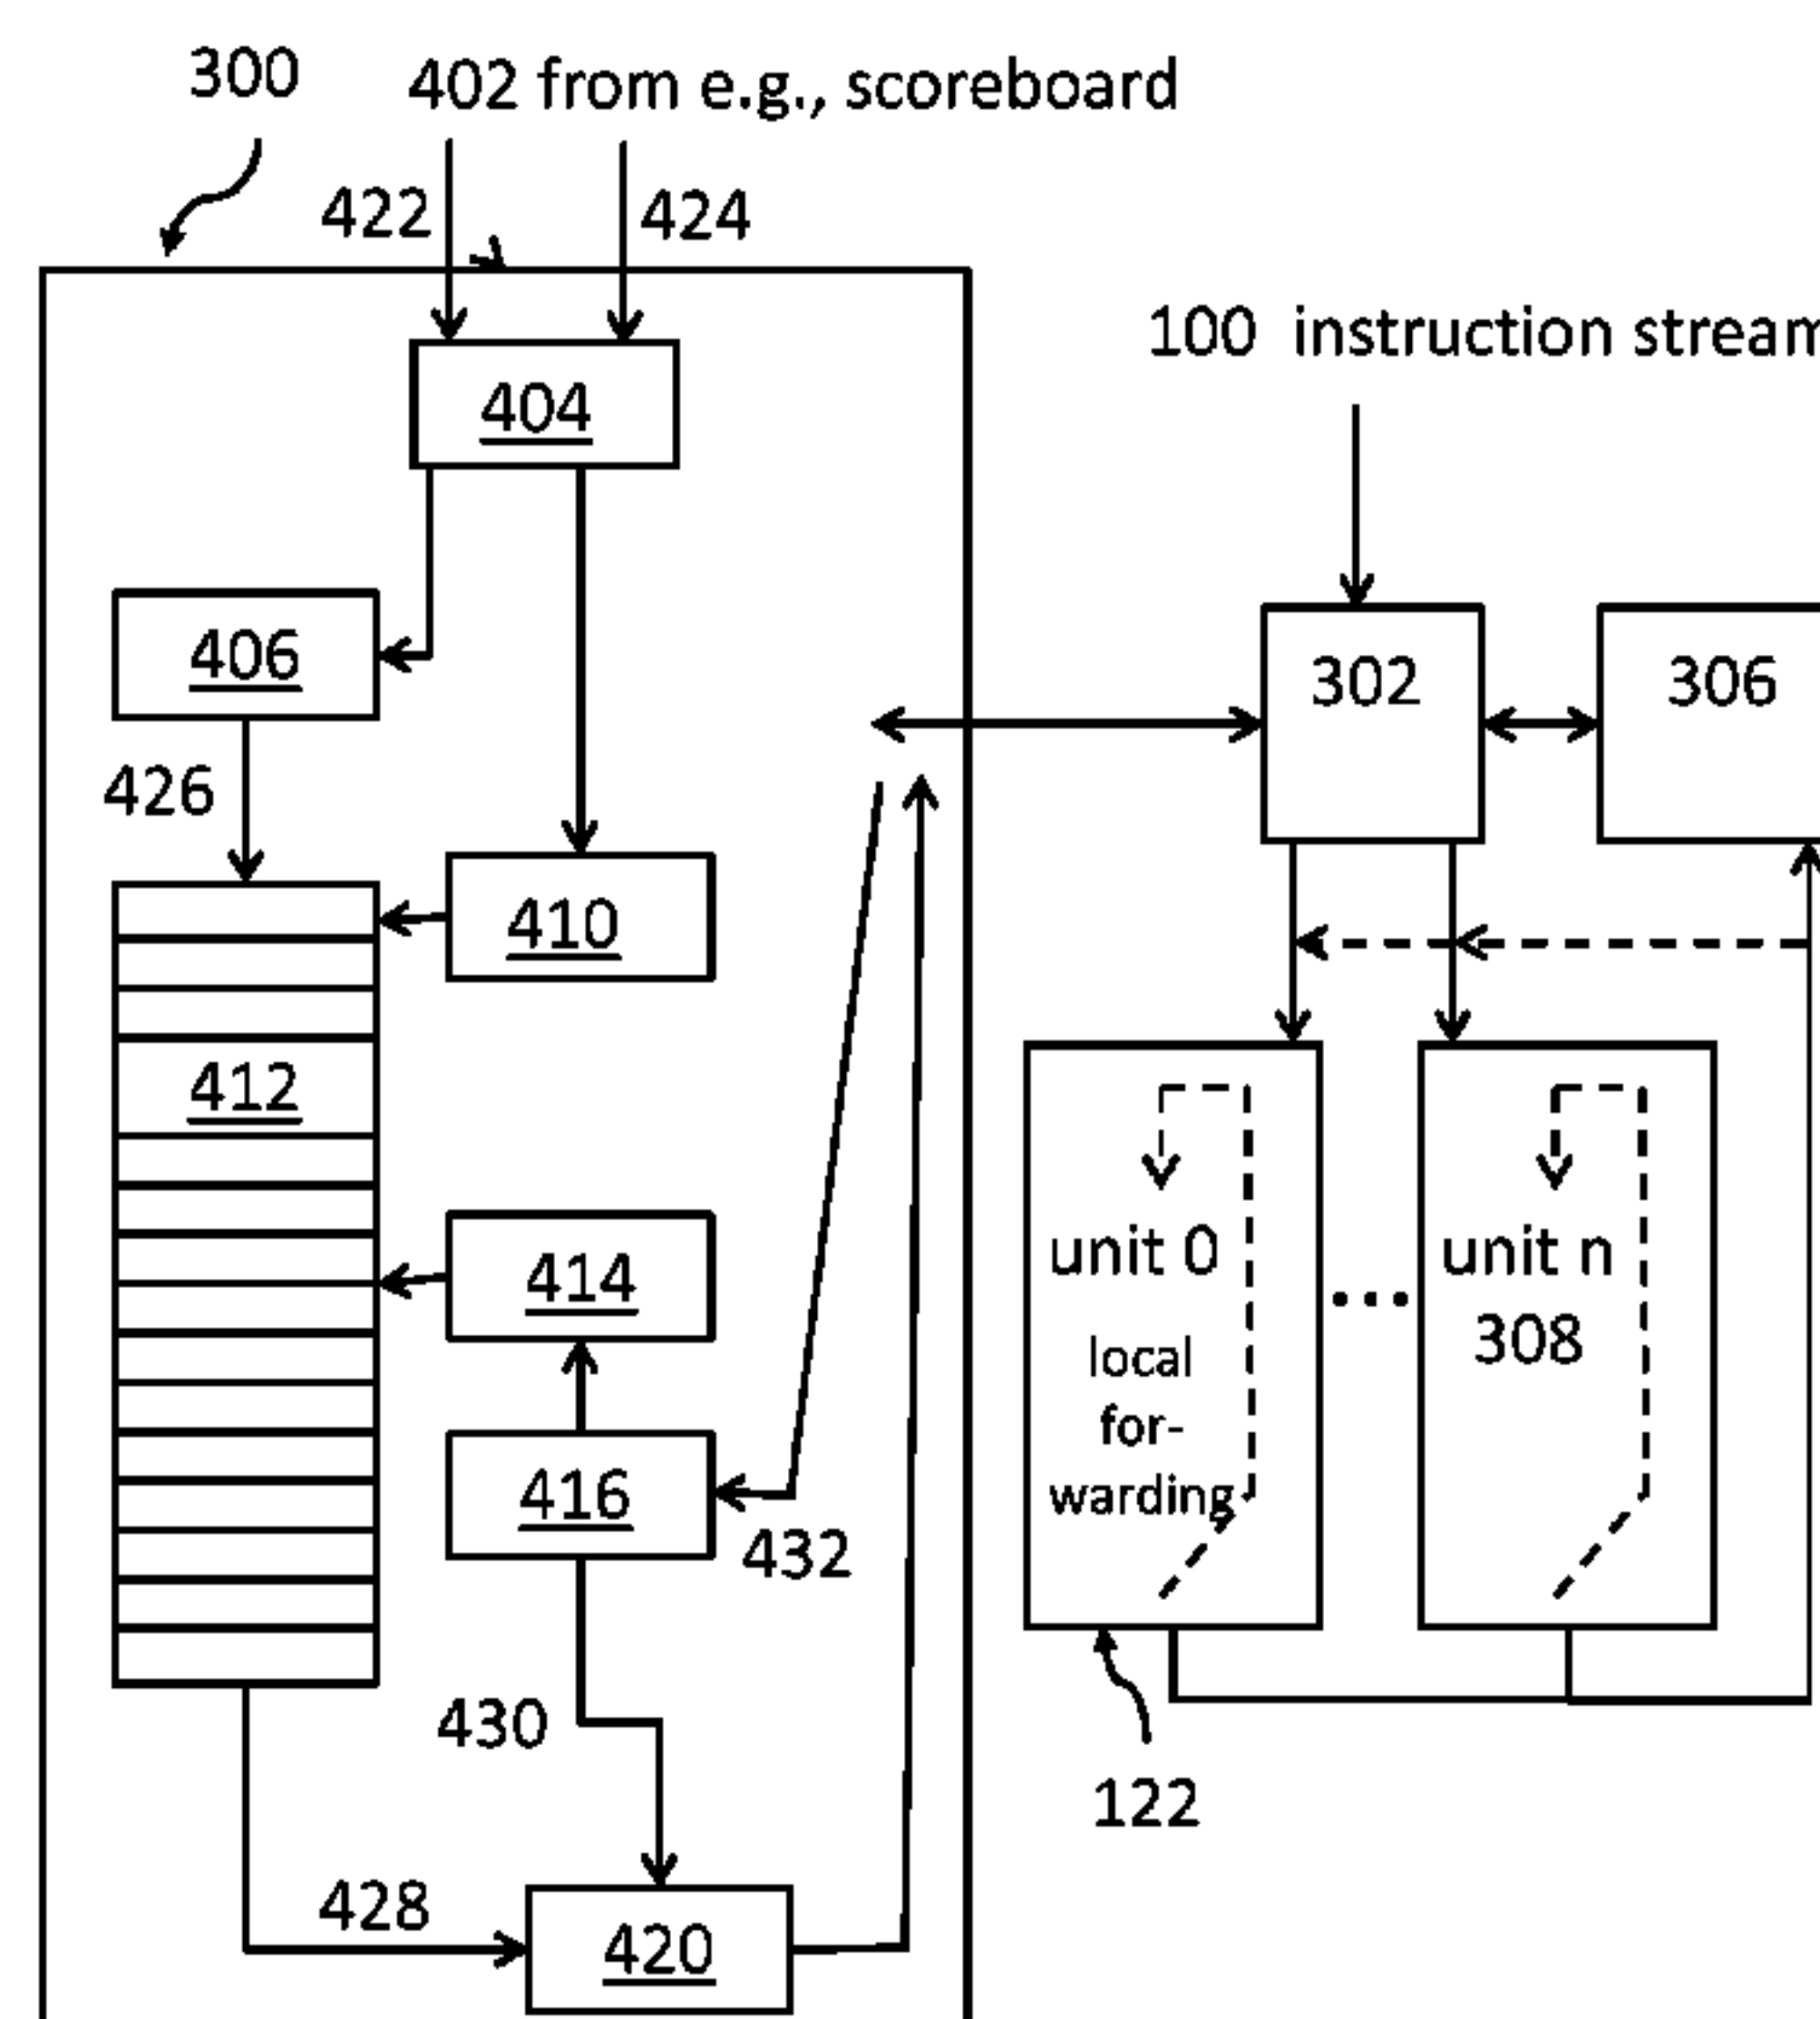 300
402 from e.g., scoreboard
422
424
100 instruction stream
404
406
302
306
426
410
412
414
416
432
unit 0
local
for-
warding
unit n
308
430
122
428
420